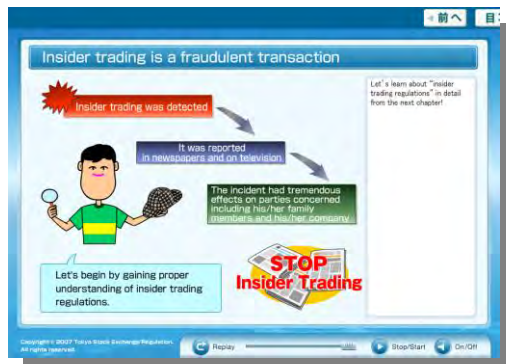 前へ
目
Insider trading is a fraudulent transaction
Let's learn about "insider
trading regulations" in detail
from the next chapter!
Insider trading was detected
It was reported
in newspapers and on television
The incident had tremendous
effects on parties concerned
including his/her family
members and his/her company
STOP
Insider Trading
Let's begin by gaining proper
understanding of insider trading
regulations.
Copyright © 2007 Tokyo Stock Exchange Regulation.
All rights reserved.
Replay
Stop/Start
On/Off